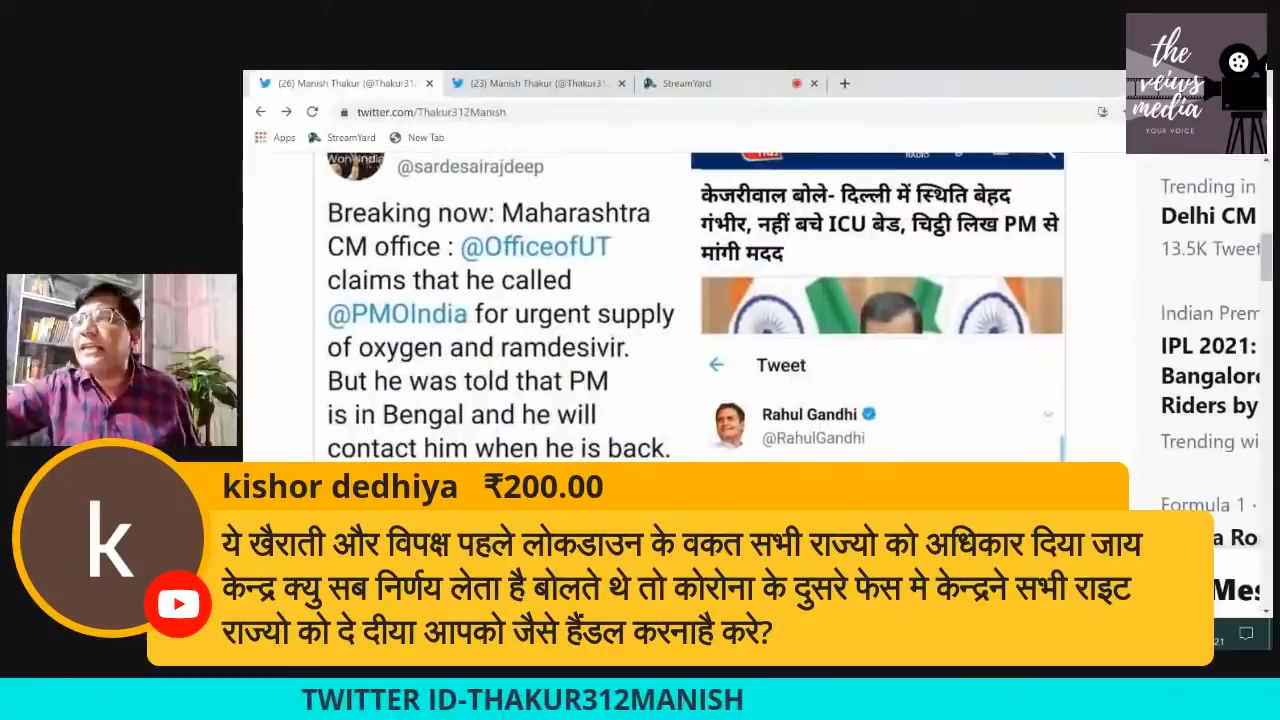 the
veiws
media
YOUR VOICE
(26) Manish Thakur (@Thakur31
(23) Manish Thakur (@Thakur31
StreamYard
twitter.com/Thakur312Manish
Apps
StreamYard
New Tab
@sardesairajdeep
Breaking now: Maharashtra
CM office : @OfficeofUT
claims that he called
@PMOIndia for urgent supply
of oxygen and ramdesivir.
But he was told that PM
is in Bengal and he will
contact him when he is back.
RADIO
केजरीवाल बोले- दिल्ली में स्थिति बेहद
गंभीर, नहीं बचे ICU बेड, चिट्ठी लिख PM से
मांगी मदद
Tweet
Rahul Gandhi
@RahulGandhi
Trending in
Delhi CM
13.5K Tweet
Indian Prem
IPL 2021:
Bangalore
Riders by
Trending wi
Formula 1 ·
a Ro
Mes
21
kishor dedhiya ₹200.00
k
ये खैराती और विपक्ष पहले लोकडाउन के वकत सभी राज्यो को अधिकार दिया जाय
केन्द्र क्यु सब निर्णय लेता है बोलते थे तो कोरोना के दुसरे फेस मे केन्द्रने सभी राइट
राज्यो को दे दीया आपको जैसे हैंडल करनाहै करे?
TWITTER ID-THAKUR312MANISH